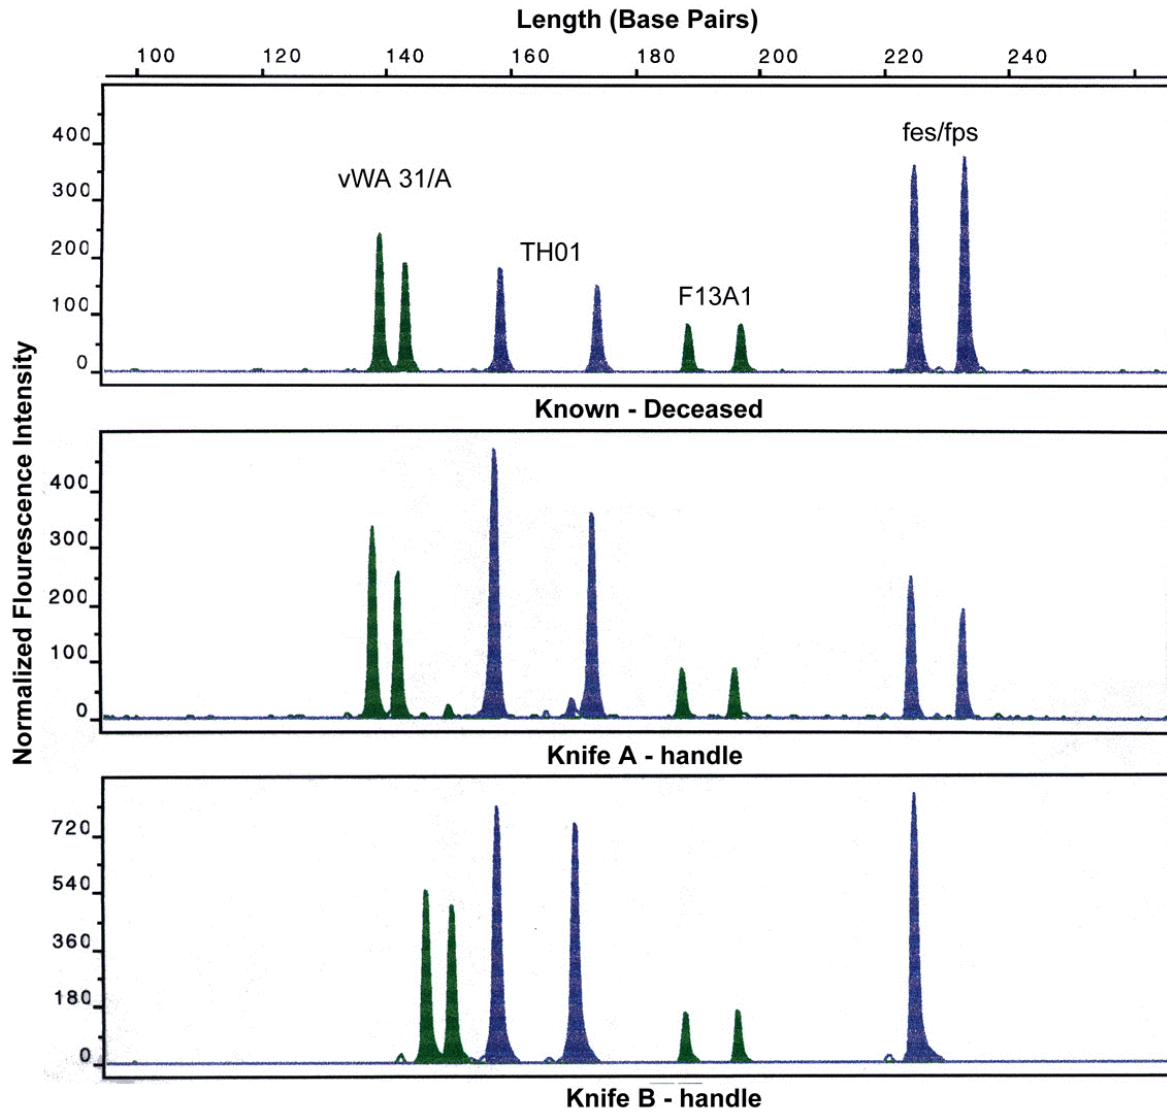 Length (Base Pairs)
100 120 140 160 180 200 220 240
400
300
200
100
0
vWA 31/A
TH01
F13A1
fes/fps
Known - Deceased
Normalized Flourescence Intensity
400
300
200
100
0
Knife A - handle
720
540
360
180
0
Knife B - handle